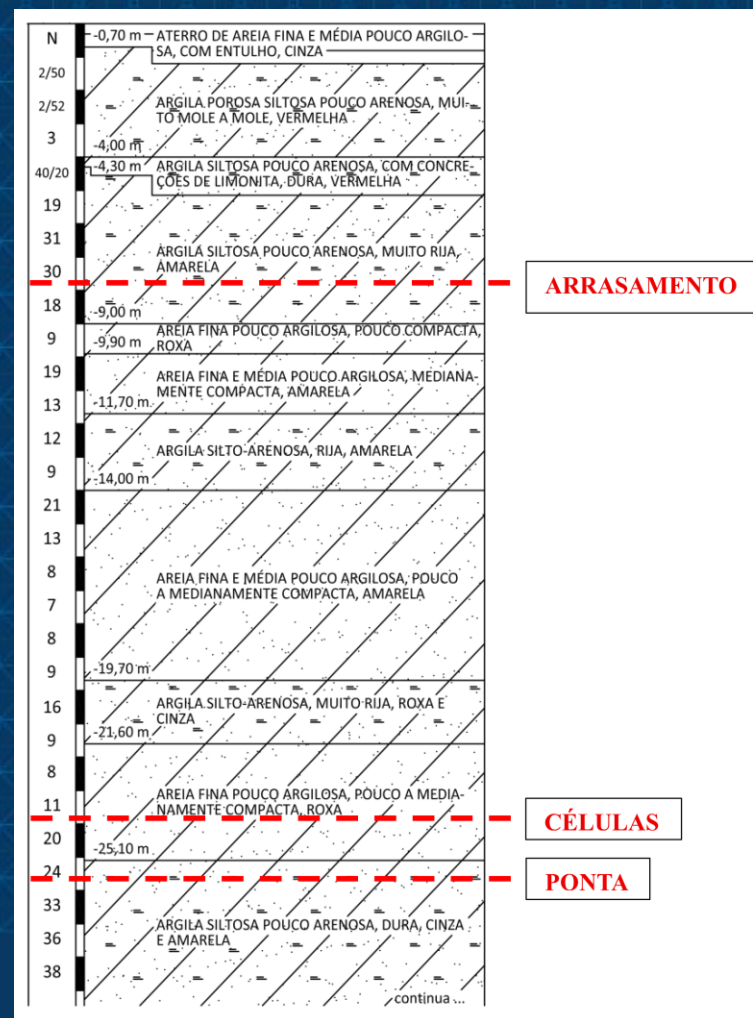 N
-0,70 m
ATERRO DE AREIA FINA E MÉDIA POUCO ARGILO-
SA, COM ENTULHO, CINZA
2/50
2/52
ARGILA POROSA SILTOSA POUCO ARENOSA, MUI-
TO MOLE A MOLE, VERMELHA
3
-4,00 m
40/20
-4,30 m
ARGILA SILTOSA POUCO ARENOSA, COM CONCRE-
ÇÕES DE LIMONITA, DURA, VERMELHA
19
31
ARGILA SILTOSA POUCO ARENOSA, MUITO RIJA,
AMARELA
30
ARRASAMENTO
18
-9,00 m
9
-9,90 m
AREIA FINA POUCO ARGILOSA, POUCO COMPACTA,
ROXA
19
AREIA FINA E MÉDIA POUCO ARGILOSA, MEDIANA-
MENTE COMPACTA, AMARELA
13
-11,70 m
12
ARGILA SILTO-ARENOSA, RIJA, AMARELA
9
-14,00 m
21
13
8
AREIA FINA E MÉDIA POUCO ARGILOSA, POUCO
A MEDIANAMENTE COMPACTA, AMARELA
7
8
9
-19,70 m
16
ARGILA SILTO-ARENOSA, MUITO RIJA, ROXA E
CINZA
9
-21,60 m
8
11
AREIA FINA POUCO ARGILOSA, POUCO A MEDIA-
NAMENTE COMPACTA, ROXA
CÉLULAS
20
-25,10 m
24
PONTA
33
ARGILA SILTOSA POUCO ARENOSA, DURA, CINZA
E AMARELA
36
38
continua ...